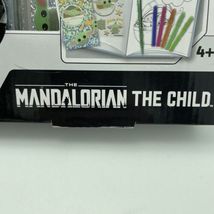 4+
THE
MANDALORIAN THE CHILD